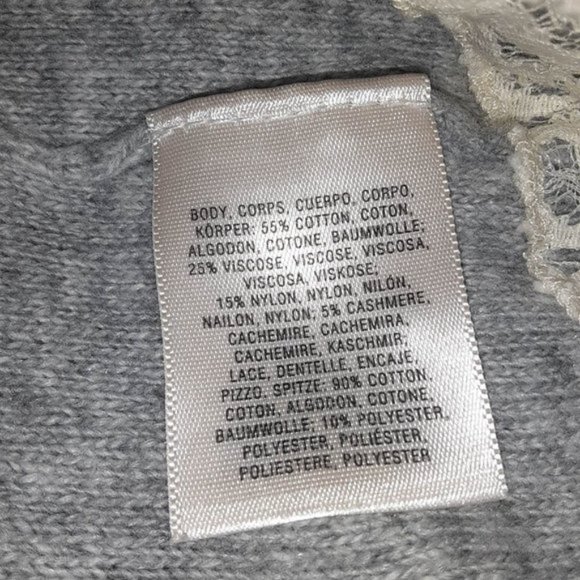 BODY, CORPS, CUERPO, CORPO,
KÖRPER: 55% COTTON, COTON,
ALGODON, COTONE, BAUMWOLLE;
25% VISCOSE, VISCOSE, VISCOSA,
VISCOSA, VISKOSE;
15% NYLON, NYLON, NILÓN,
NAILON, NYLON; 5% CASHMERE,
CACHEMIRE, CACHEMIRA,
CACHEMIRE, KASCHMIR;
LACE, DENTELLE, ENCAJE,
PIZZO, SPITZE: 90% COTTON,
COTON, ALGODON, COTONE,
BAUMWOLLE; 10% POLYESTER,
POLYESTER, POLIÉSTER,
POLIESTERE, POLYESTER